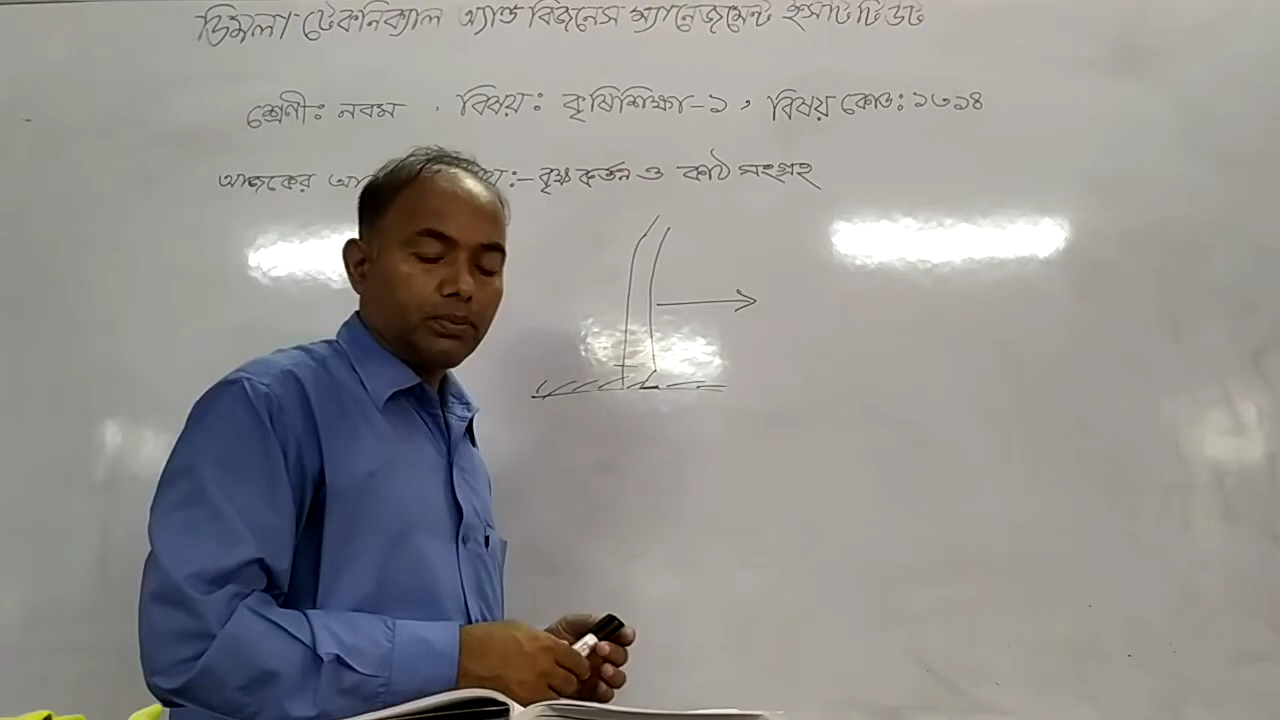 ডিমলা টেকনিক্যাল অ্যান্ড বিজনেস ম্যানেজমেন্ট ইন্সটিটিউট
শ্রেণীঃ নবম , বিষয়ঃ কৃষিশিক্ষা-১, বিষয় কোডঃ ১৩১৪
আজকের :- বৃক্ষ কর্তন ও কাঠ সংগ্রহ